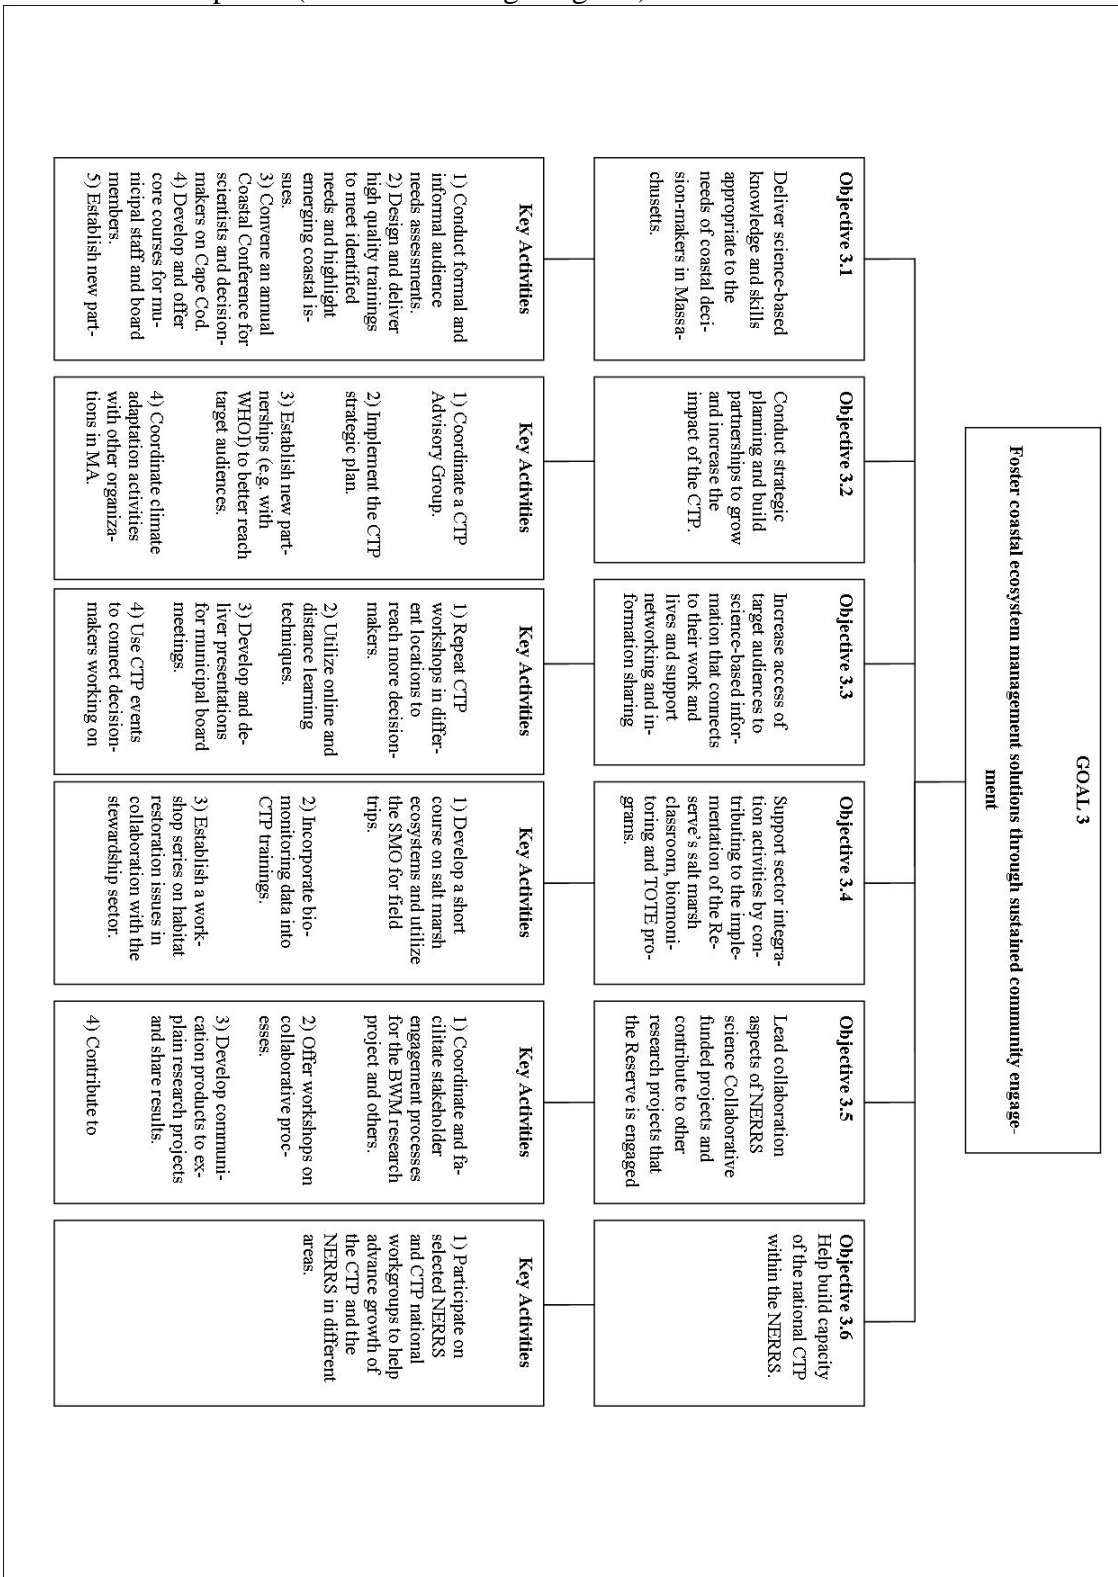 GOAL 3
Foster coastal ecosystem management solutions through sustained community engage-
ment
Objective 3.1
Deliver science-based
knowledge and skills
appropriate to the
needs of coastal deci-
sion-makers in Massa-
chusetts.
Key Activities
1) Conduct formal and
informal audience
needs assessments.
2) Design and deliver
high quality trainings
to meet identified
needs and highlight
emerging coastal is-
sues.
3) Convene an annual
Coastal Conference for
scientists and decision-
makers on Cape Cod.
4) Develop and offer
core courses for mu-
nicipal staff and board
members.
5) Establish new part-
Objective 3.2
Conduct strategic
planning and build
partnerships to grow
and increase the
impact of the CTP.
Key Activities
1) Coordinate a CTP
Advisory Group.
2) Implement the CTP
strategic plan.
3) Establish new part-
nerships (e.g. with
WHOI) to better reach
target audiences.
4) Coordinate climate
adaptation activities
with other organiza-
tions in MA.
Objective 3.3
Increase access of
target audiences to
science-based infor-
mation that connects
to their work and
lives and support
networking and in-
formation sharing
Key Activities
1) Repeat CTP
workshops in differ-
ent locations to
reach more decision-
makers.
2) Utilize online and
distance learning
techniques.
3) Develop and de-
liver presentations
for municipal board
meetings.
4) Use CTP events
to connect decision-
makers working on
Objective 3.4
Support sector integra-
tion activities by con-
tributing to the imple-
mentation of the Re-
serve's salt marsh
classroom, biomoni-
toring and TOTE pro-
grams.
Key Activities
1) Develop a short
course on salt marsh
ecosystems and utilize
the SMO for field
trips.
2) Incorporate bio-
monitoring data into
CTP trainings.
3) Establish a work-
shop series on habitat
restoration issues in
collaboration with the
stewardship sector.
Objective 3.5
Lead collaboration
aspects of NERRS
science Collaborative
funded projects and
contribute to other
research projects that
the Reserve is engaged
Key Activities
1) Coordinate and fa-
cilitate stakeholder
engagement processes
for the BWM research
project and others.
2) Offer workshops on
collaborative proc-
esses.
3) Develop communi-
cation products to ex-
plain research projects
and share results.
4) Contribute to
Objective 3.6
Help build capacity
of the national CTP
within the NERRS.
Key Activities
1) Participate on
selected NERRS
and CTP national
workgroups to help
advance growth of
the CTP and the
NERRS in different
areas.